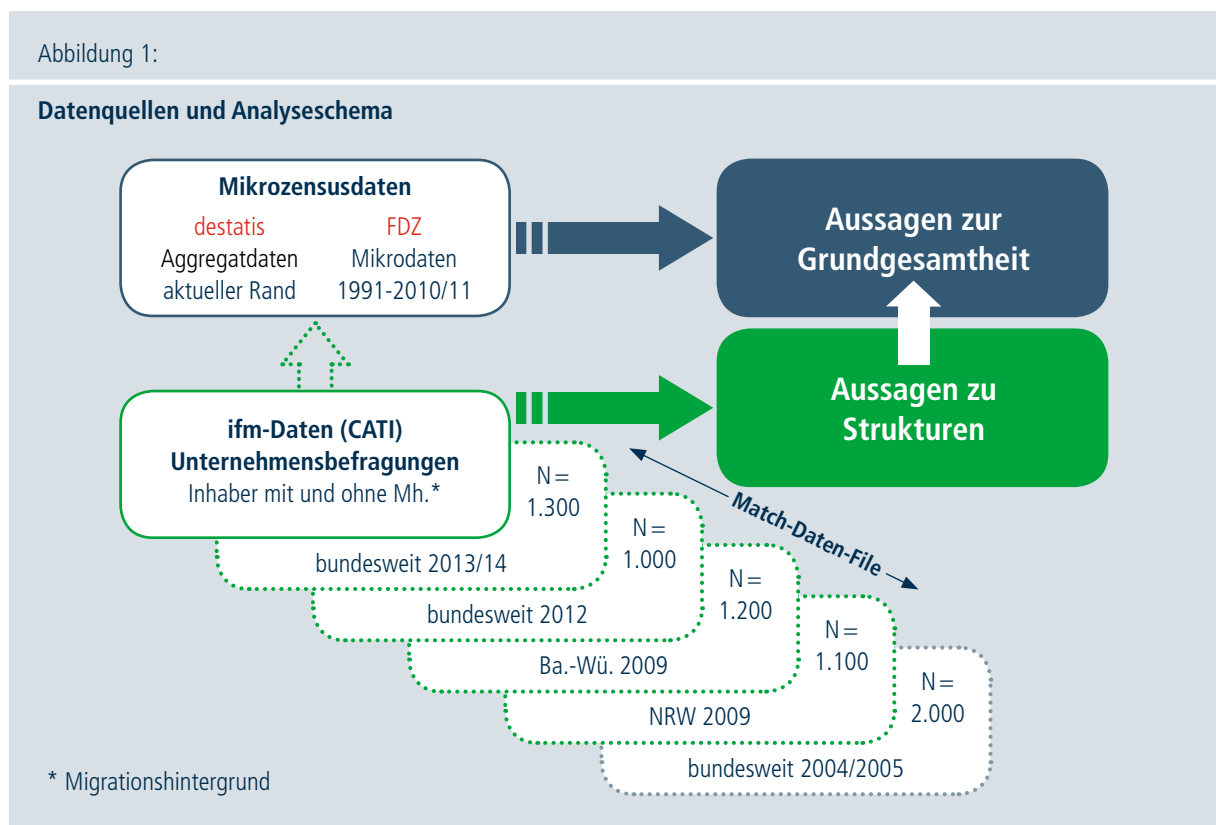 Abbildung 1:
Datenquellen und Analyseschema
Mikrozensusdaten
destatis
Aggregatdaten
aktueller Rand
FDZ
Mikrodaten
1991-2010/11
Aussagen zur
Grundgesamtheit
ifm-Daten (CATI)
Unternehmensbefragungen
Inhaber mit und ohne Mh.*
Aussagen zu
Strukturen
Match-Daten-File
N =
1.300
bundesweit 2013/14
N =
1.000
bundesweit 2012
N =
1.200
Ba.-Wü. 2009
N =
1.100
NRW 2009
N =
2.000
bundesweit 2004/2005
* Migrationshintergrund